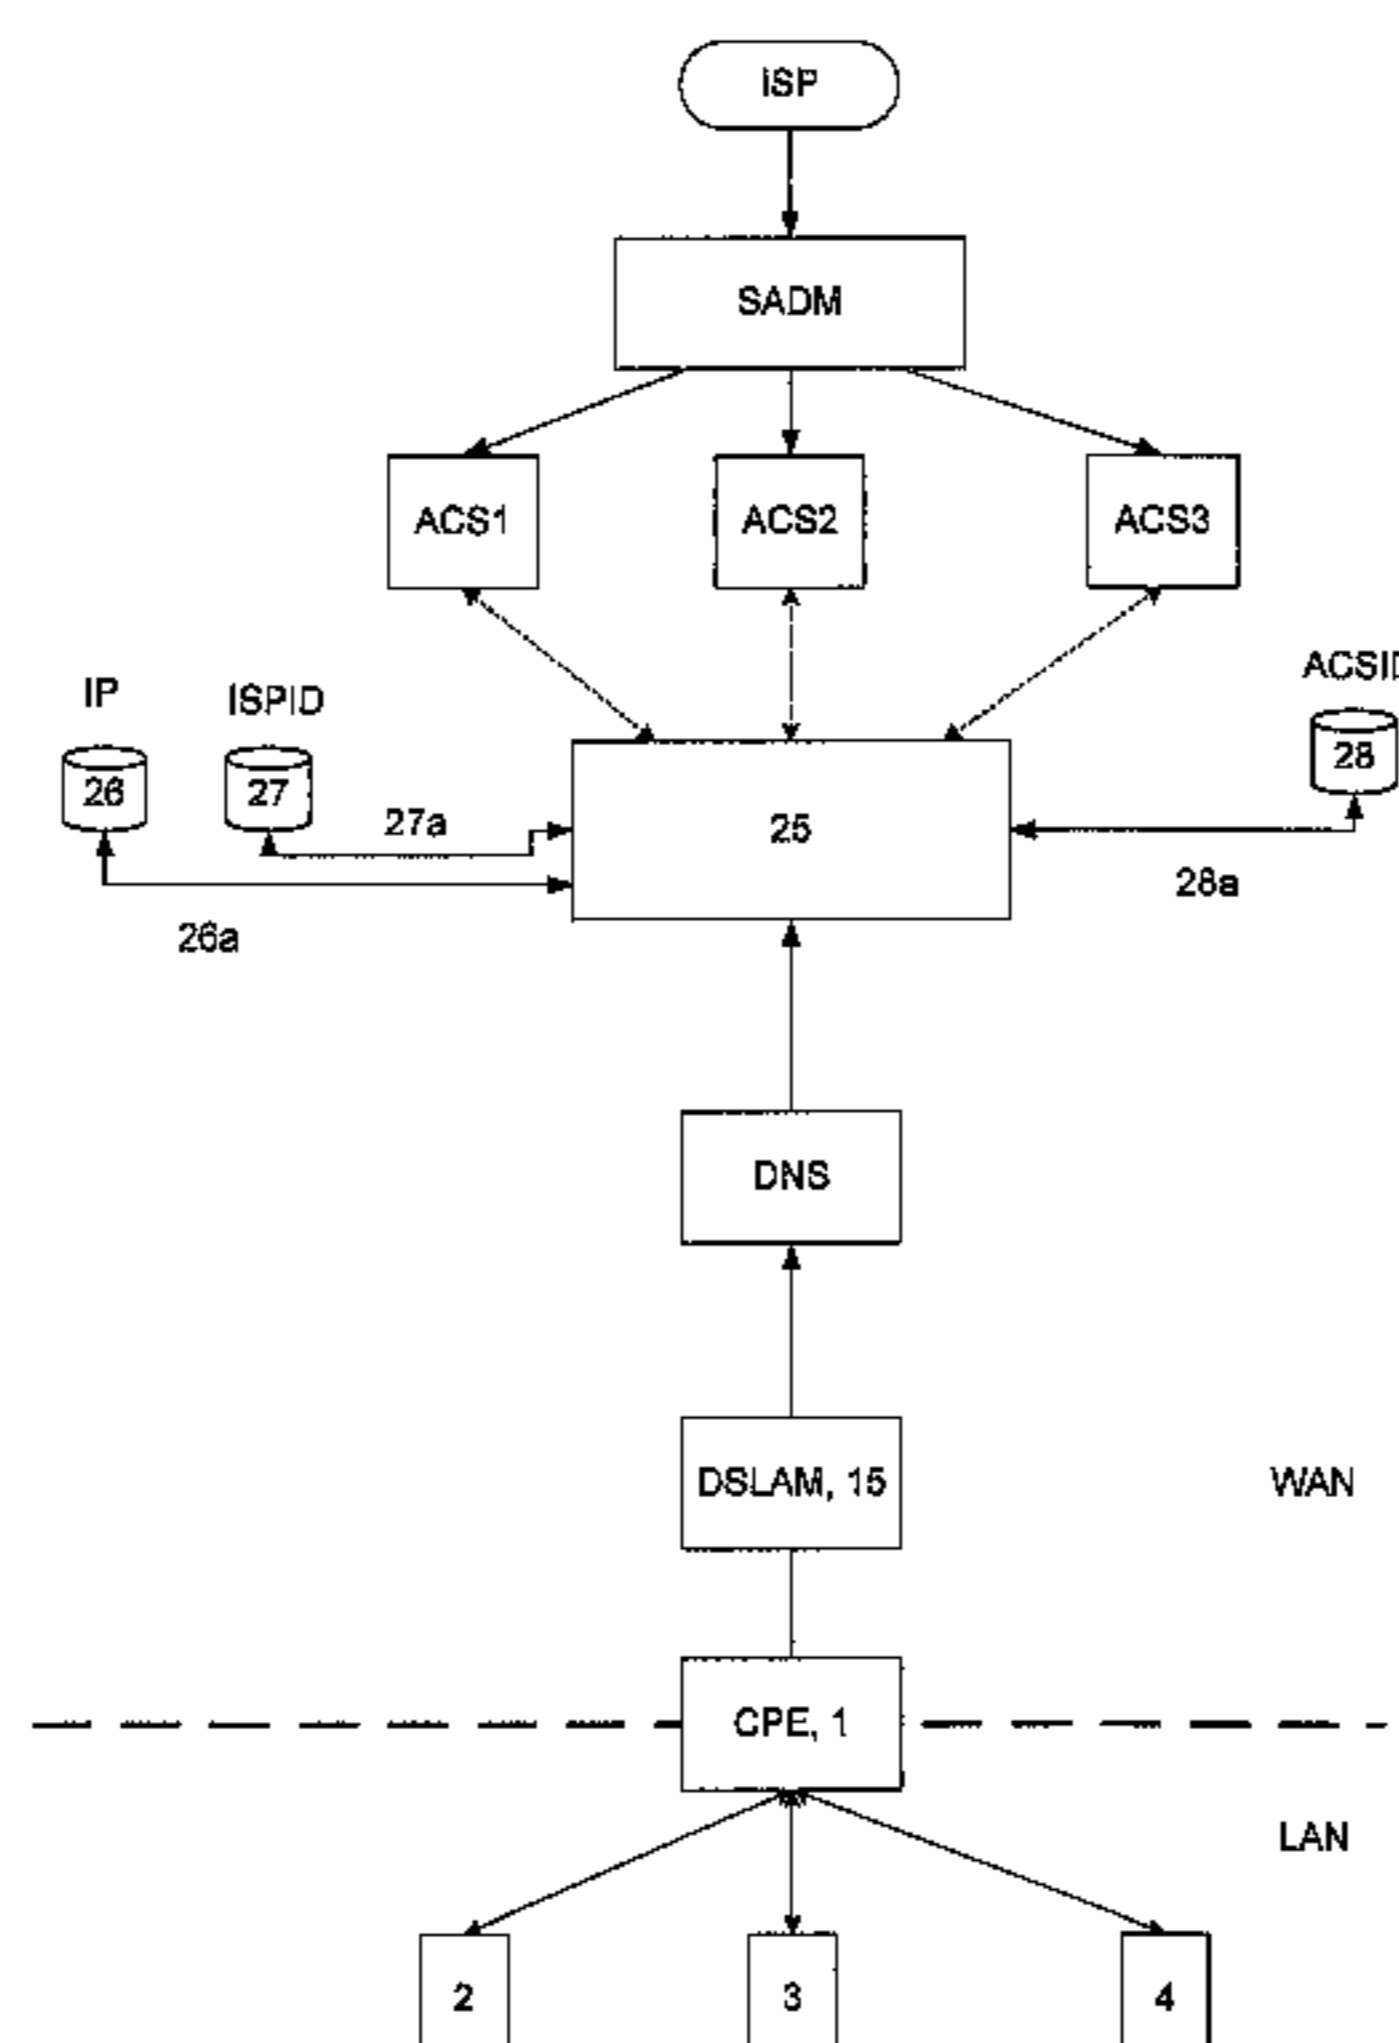 ISP
SADM
ACS1 ACS2 ACS3
IP ISPID ACSID
26 27 27a 25 28
26a 28a
DNS
DSLAM, 15 WAN
CPE, 1
LAN
2 3 4